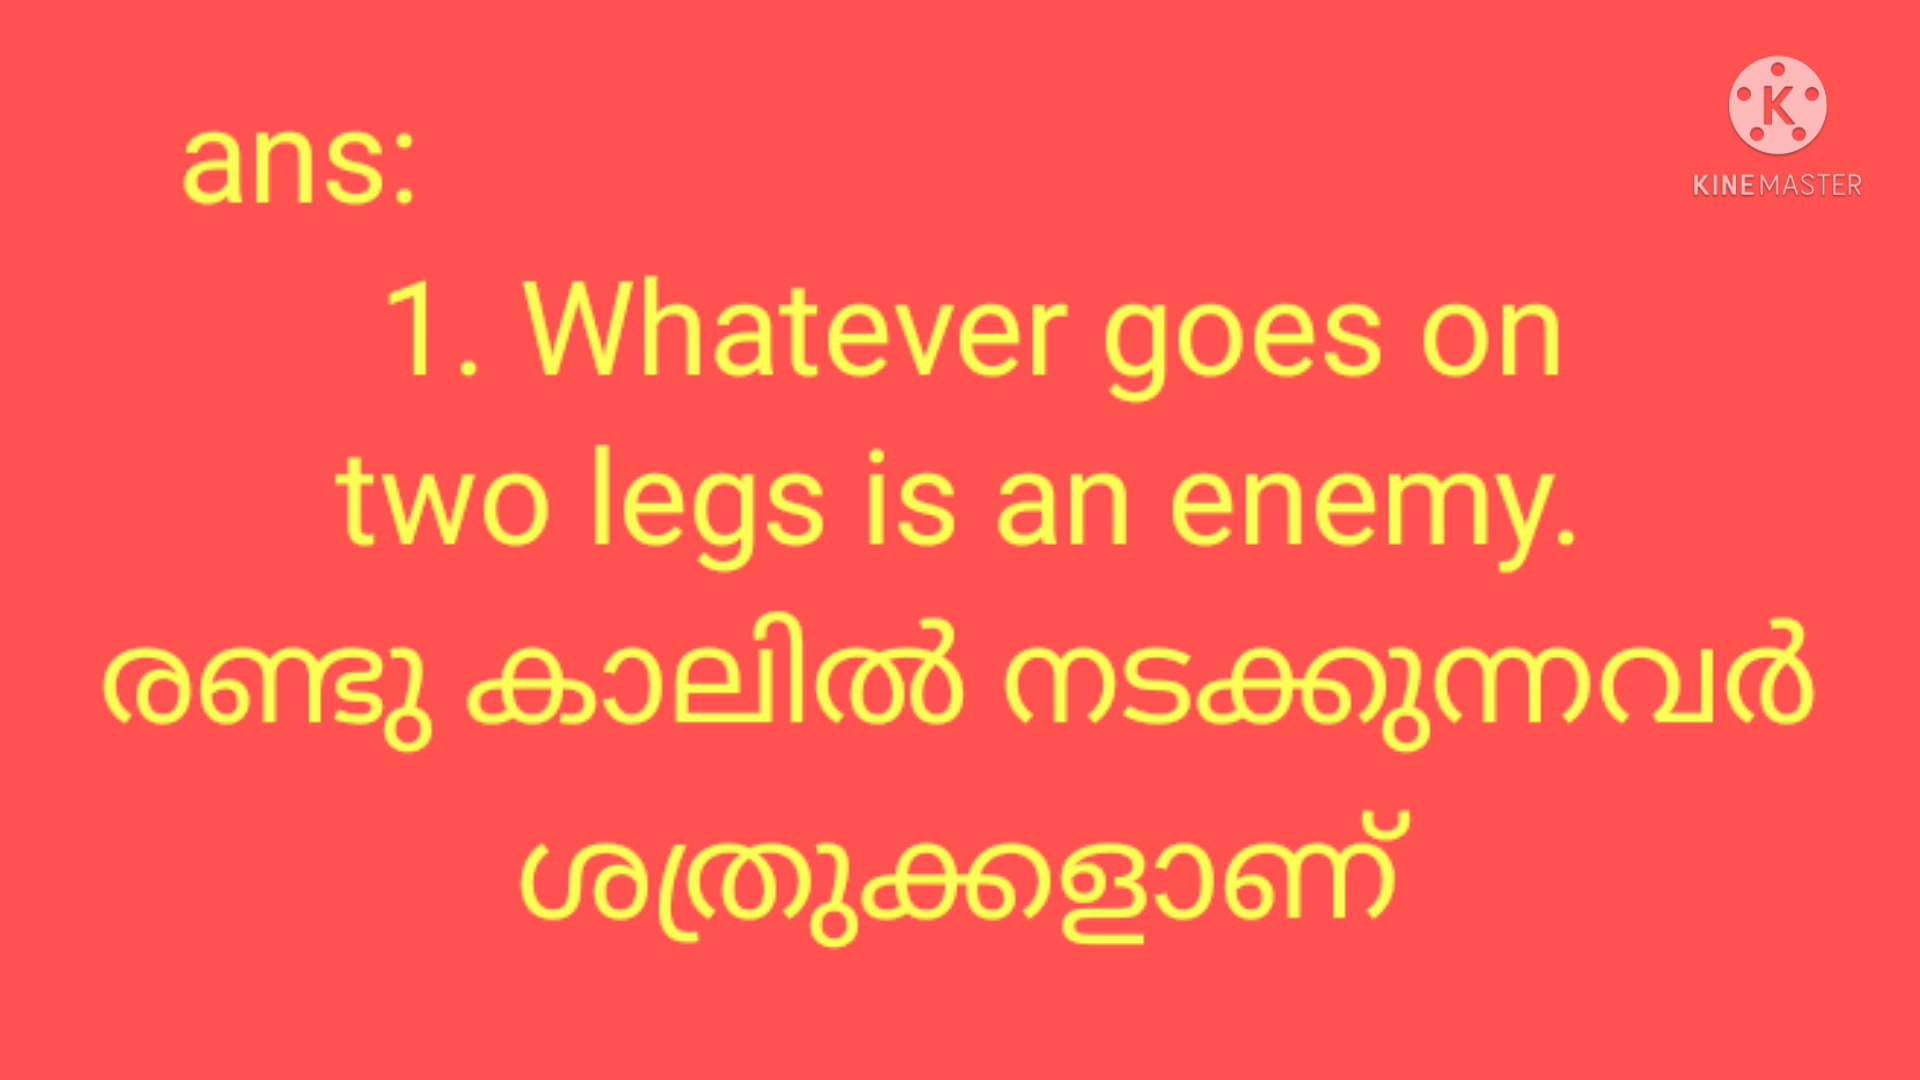 ans:
K
KINEMASTER
1. Whatever goes on
two legs is an enemy.
രണ്ടു കാലിൽ നടക്കുന്നവർ
ശത്രുക്കളാണ്